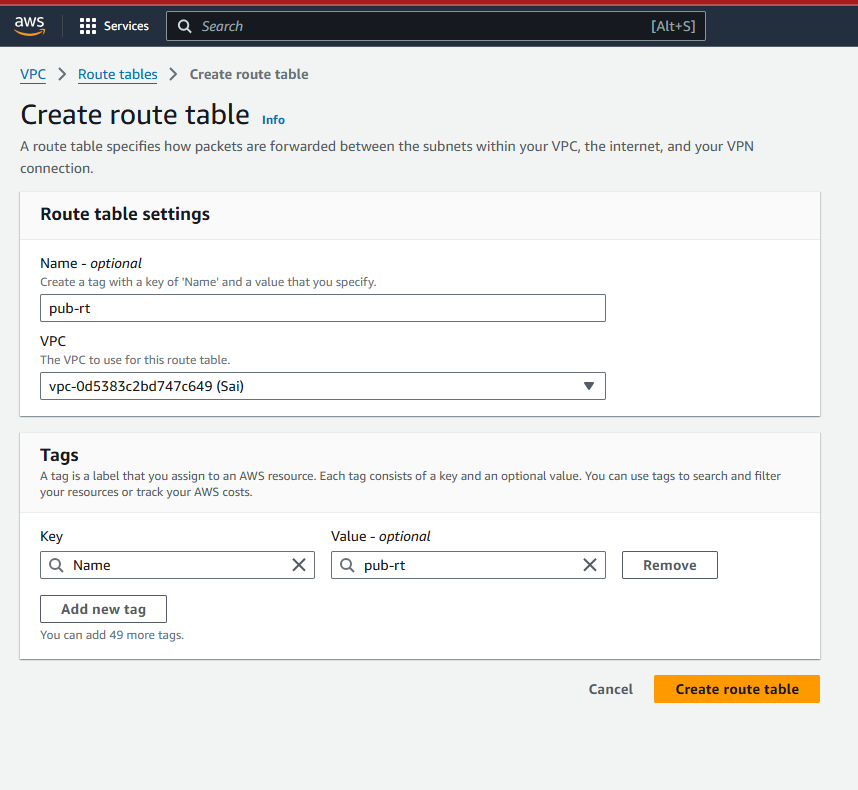 aws
Services
Search
[Alt+S]
VPC > Route tables > Create route table
Create route table Info
A route table specifies how packets are forwarded between the subnets within your VPC, the internet, and your VPN
connection.
Route table settings
Name - optional
Create a tag with a key of 'Name' and a value that you specify.
pub-rt
VPC
The VPC to use for this route table.
vpc-0d5383c2bd747c649 (Sai)
Tags
A tag is a label that you assign to an AWS resource. Each tag consists of a key and an optional value. You can use tags to search and filter
your resources or track your AWS costs.
Key
Value - optional
Name
pub-rt
Remove
Add new tag
You can add 49 more tags.
Cancel
Create route table